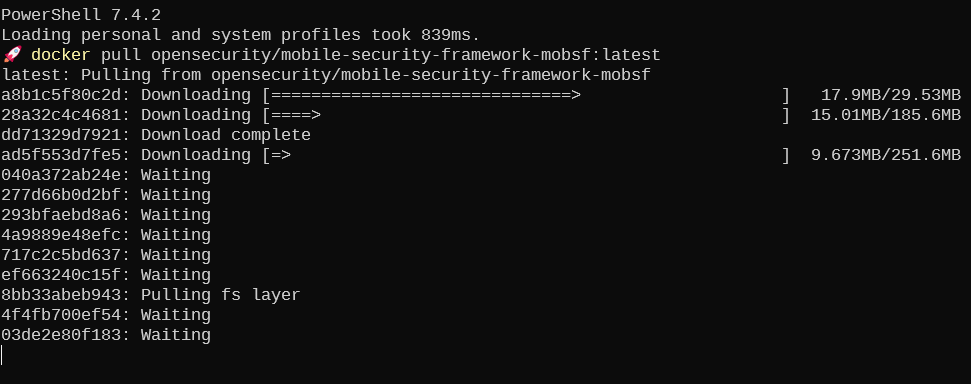 PowerShell 7.4.2
Loading personal and system profiles took 839ms.
🚀 docker pull opensecurity/mobile-security-framework-mobsf:latest
latest: Pulling from opensecurity/mobile-security-framework-mobsf
a8b1c5f80c2d: Downloading [==============================>                    ]   17.9MB/29.53MB
28a32c4c4681: Downloading [====>                                              ]  15.01MB/185.6MB
dd71329d7921: Download complete
ad5f553d7fe5: Downloading [=>                                                 ]  9.673MB/251.6MB
040a372ab24e: Waiting
277d66b0d2bf: Waiting
293bfaebd8a6: Waiting
4a9889e48efc: Waiting
717c2c5bd637: Waiting
ef663240c15f: Waiting
8bb33abeb943: Pulling fs layer
4f4fb700ef54: Waiting
03de2e80f183: Waiting